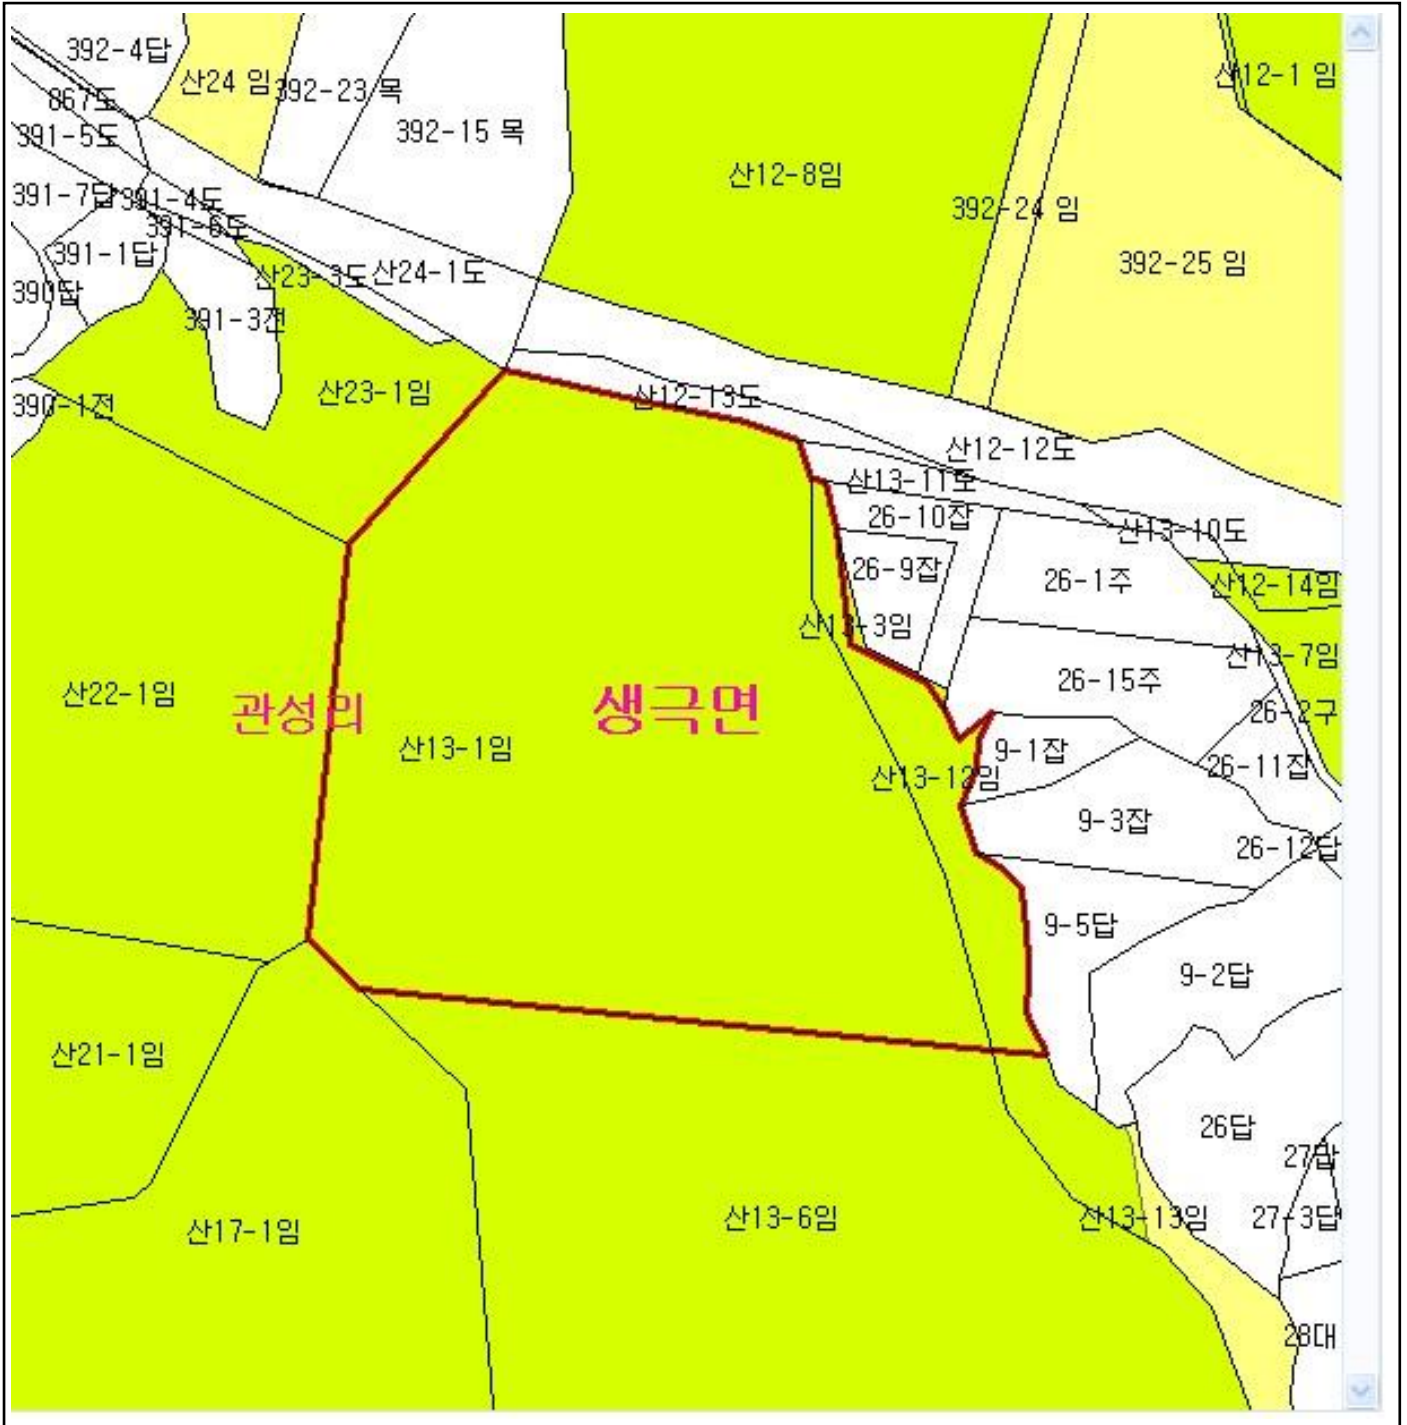 392-4답
산24 임
392-23 목
산12-1 임
867도
391-5도
392-15 목
산12-8임
391-7답
391-4도
392-24 임
391-6도
391-1답
392-25 임
산23-3도
산24-1도
390답
391-3전
산23-1임
390-1전
산12-13도
산12-12도
산13-11도
26-10잡
산13-10도
26-9잡
26-1주
산12-14임
산13-3임
산13-7임
26-15주
산22-1임
관성리
생극면
26-2구
산13-1임
9-1잡
26-11잡
산13-12임
9-3잡
26-12답
9-5답
9-2답
산21-1임
26답
27답
산17-1임
산13-6임
산13-13임
27-3답
28대